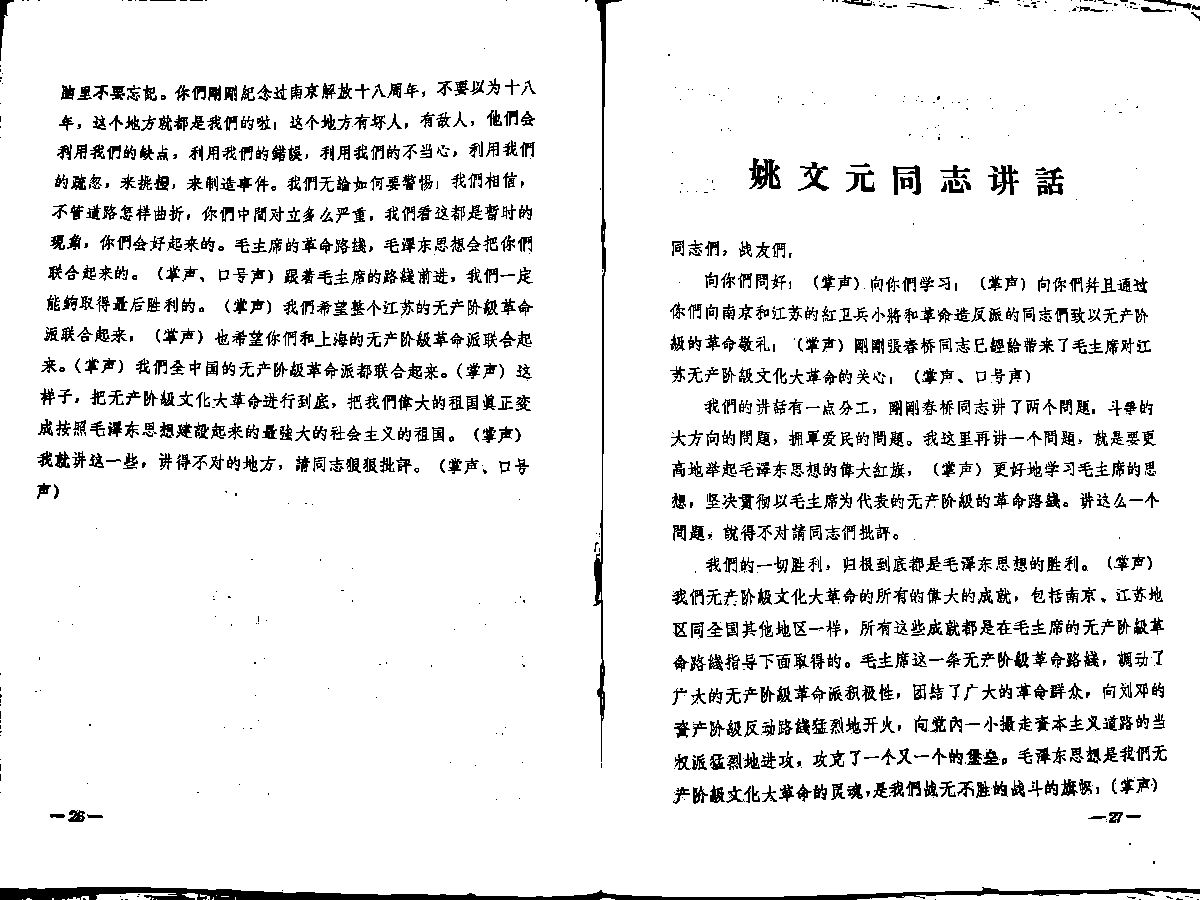 脑里不要忘記。你們剛剛紀念过南京解放十八周年，不要以为十八
年，这个地方就都是我們的啦！这个地方有坏人，有敌人，他們会
利用我們的缺点，利用我們的錯誤，利用我們的不当心，利用我們
的疏忽，来挑撥，来制造事件。我們无論如何要警惕！我們相信，
不管道路怎样曲折，你們中間对立多么严重，我們看这都是暂时的
現象，你們会好起来的。毛主席的革命路綫，毛澤东思想会把你們
联合起来的。（掌声、口号声）跟着毛主席的路綫前进，我們一定
能夠取得最后胜利的。（掌声）我們希望整个江苏的无产阶級革命
派联合起来，（掌声）也希望你們和上海的无产阶級革命派联合起
来。（掌声）我們全中国的无产阶級革命派都联合起来。（掌声）这
样子，把无产阶級文化大革命进行到底，把我們偉大的祖国眞正变
成按照毛澤东思想建設起来的最強大的社会主义的祖国。（掌声）
我就讲这一些，讲得不对的地方，請同志狠狠批評。（掌声、口号
声）
—26—
姚文元同志讲話
同志們，战友們，
向你們問好！（掌声）向你們学习！（掌声）向你們幷且通过
你們向南京和江苏的紅卫兵小將和革命造反派的同志們致以无产阶
級的革命敬礼！（掌声）剛剛張春桥同志已經給带来了毛主席对江
苏无产阶級文化大革命的关心！（掌声、口号声）
我們的讲話有一点分工，剛剛春桥同志讲了两个問題，斗爭的
大方向的問題，拥軍爱民的問題。我这里再讲一个問題，就是要更
高地举起毛澤东思想的偉大紅旗，（掌声）更好地学习毛主席的思
想，坚决貫彻以毛主席为代表的无产阶級的革命路綫。讲这么一个
問題，說得不对請同志們批評。
我們的一切胜利，归根到底都是毛澤东思想的胜利。（掌声）
我們无产阶級文化大革命的所有的偉大的成就，包括南京、江苏地
区同全国其他地区一样，所有这些成就都是在毛主席的无产阶級革
命路綫指导下面取得的。毛主席这一条无产阶級革命路綫，調动了
广大的无产阶級革命派积极性，团結了广大的革命群众，向刘邓的
資产阶級反动路綫猛烈地开火，向党內一小撮走資本主义道路的当
权派猛烈地进攻，攻克了一个又一个的堡垒。毛澤东思想是我們无
产阶級文化大革命的灵魂，是我們战无不胜的战斗的旗帜！（掌声）
—27—